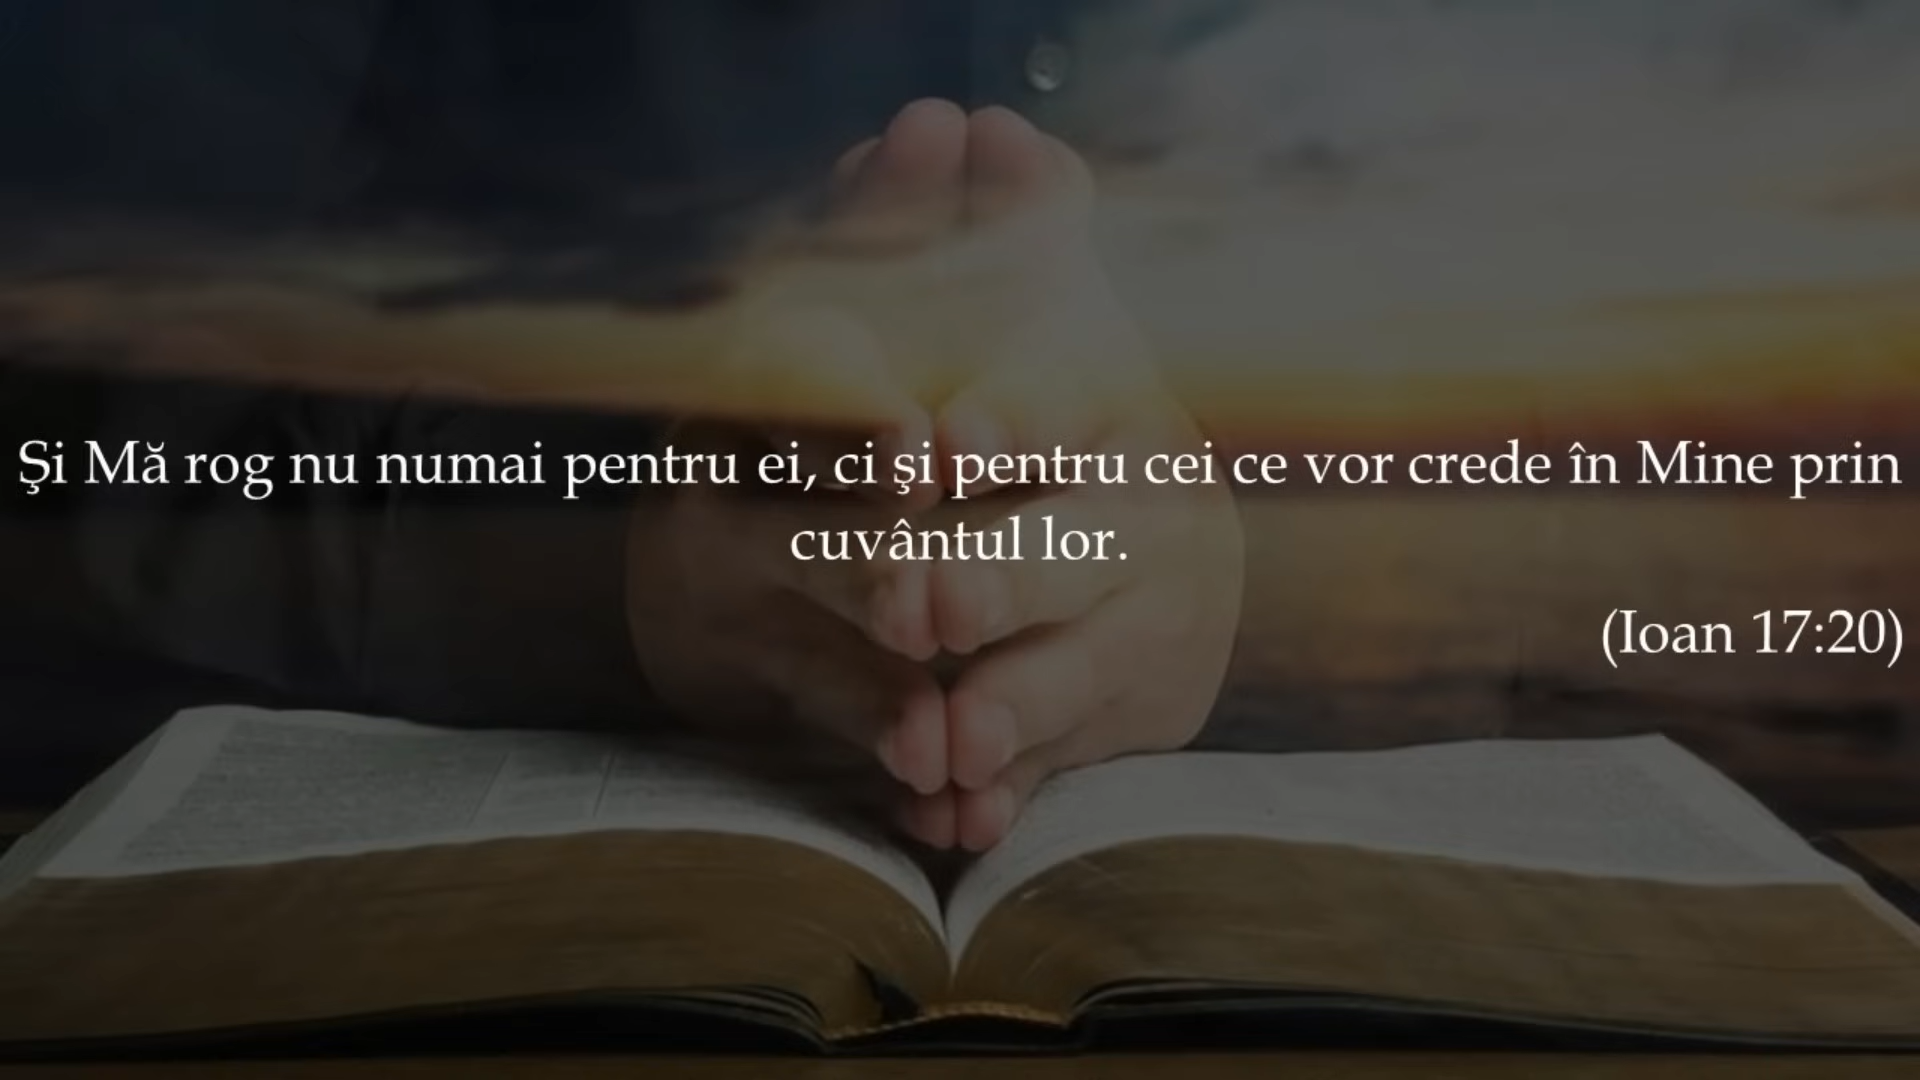 Şi Mă rog nu numai pentru ei, ci şi pentru cei ce vor crede în Mine prin
cuvântul lor.
(Ioan 17:20)